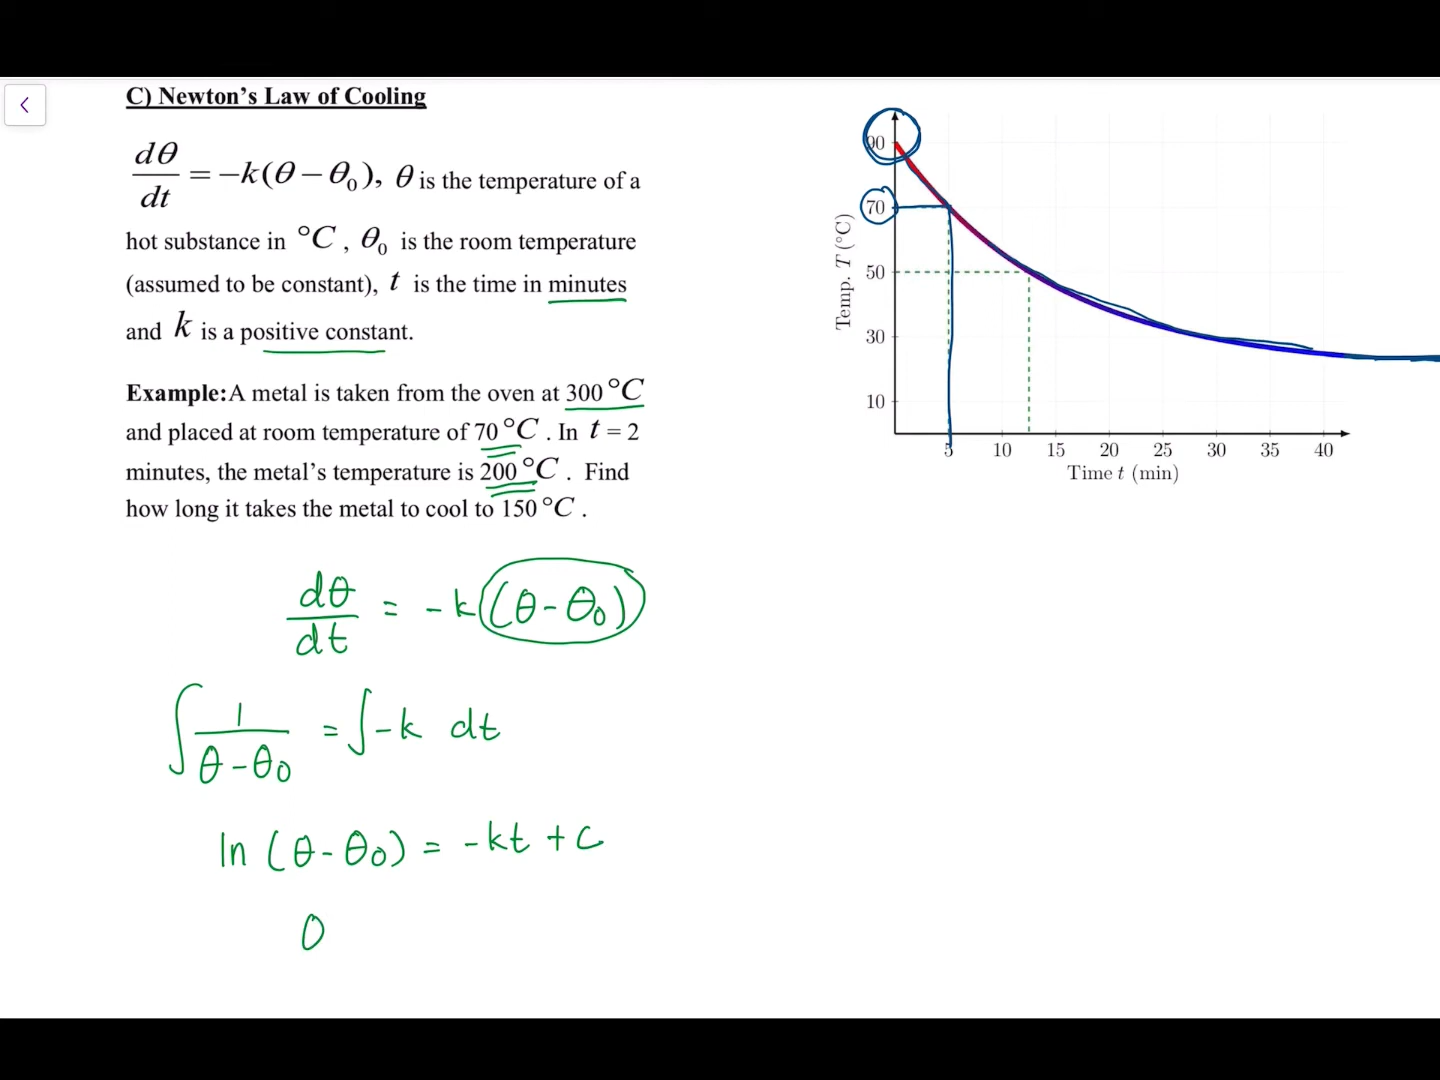 C) Newton's Law of Cooling
dθ/dt = −k(θ − θ₀), θ is the temperature of a
hot substance in °C, θ₀ is the room temperature
(assumed to be constant), t is the time in minutes
and k is a positive constant.
Example: A metal is taken from the oven at 300 °C
and placed at room temperature of 70 °C. In t = 2
minutes, the metal's temperature is 200 °C. Find
how long it takes the metal to cool to 150 °C.
dθ/dt = -k(θ-θ₀)
∫ 1/(θ-θ₀) = ∫-k dt
ln (θ-θ₀) = -kt + c
0
90
70
50
30
10
Temp. T (°C)
5 10 15 20 25 30 35 40
Time t (min)